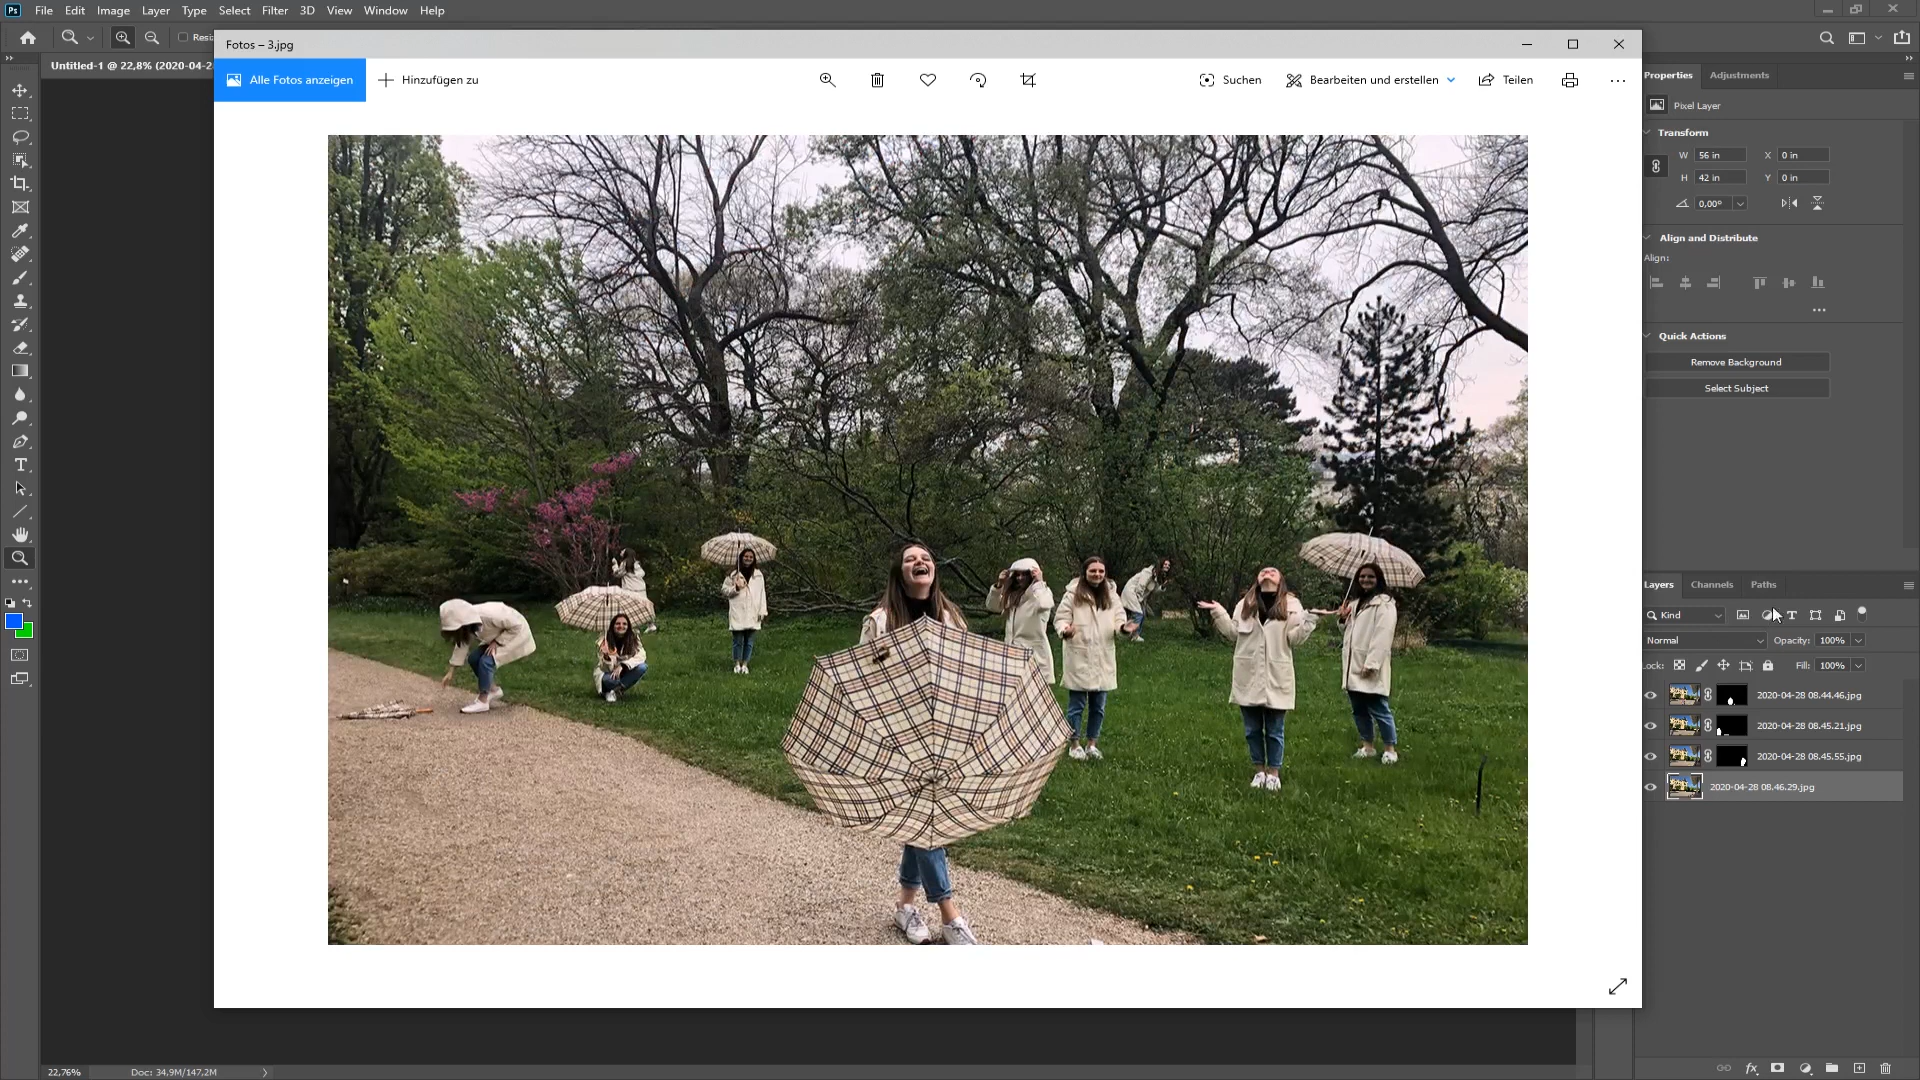 Ps File Edit Image Layer Type Select Filter 3D View Window Help
Untitled-1 @ 22,8% (2020-04-2
Fotos – 3.jpg
Alle Fotos anzeigen
Hinzufügen zu
Suchen
Bearbeiten und erstellen
Teilen
Properties Adjustments
Pixel Layer
Transform
W 56 in X 0 in
H 42 in Y 0 in
0,00°
Align and Distribute
Align:
Quick Actions
Remove Background
Select Subject
Layers Channels Paths
Kind
Normal Opacity: 100%
Lock: Fill: 100%
2020-04-28 08.44.46.jpg
2020-04-28 08.45.21.jpg
2020-04-28 08.45.55.jpg
2020-04-28 08.46.29.jpg
fx
22,76% Doc: 34,9M/147,2M